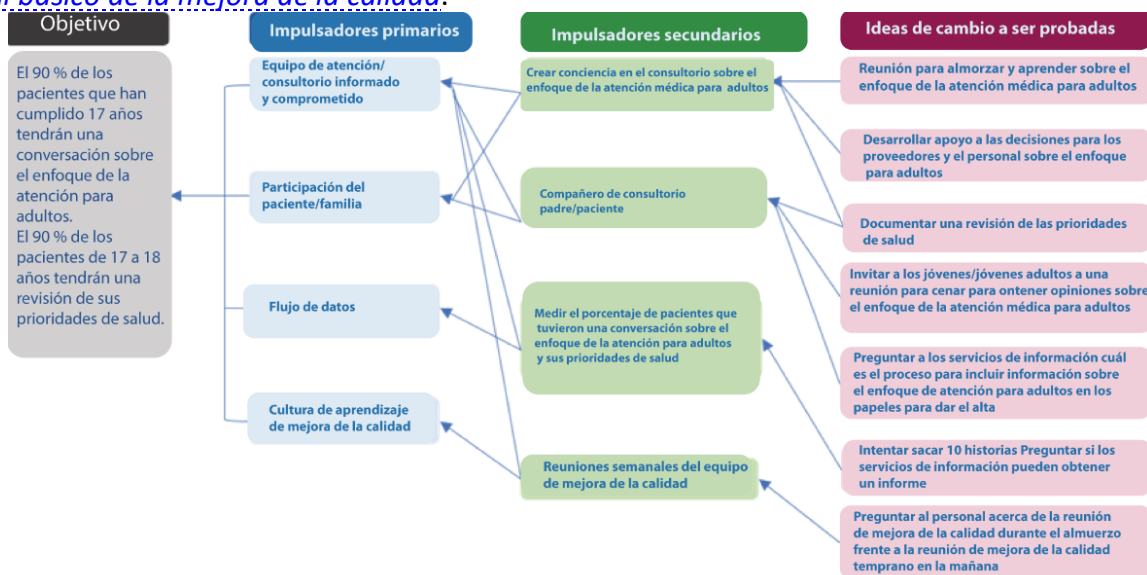 al básico de la mejora de la calidad.
Objetivo
El 90 % de los
pacientes que han
cumplido 17 años
tendrán una
conversación sobre
el enfoque de la
atención para
adultos.
El 90 % de los
pacientes de 17 a 18
años tendrán una
revisión de sus
prioridades de salud.
Impulsadores primarios
Equipo de atención/
consultorio informado
y comprometido
Participación del
paciente/familia
Flujo de datos
Cultura de aprendizaje
de mejora de la calidad
Impulsadores secundarios
Crear conciencia en el consultorio sobre el
enfoque de la atención médica para adultos
Compañero de consultorio
padre/paciente
Medir el porcentaje de pacientes que
tuvieron una conversación sobre el
enfoque de la atención para adultos
y sus prioridades de salud
Reuniones semanales del equipo
de mejora de la calidad
Ideas de cambio a ser probadas
Reunión para almorzar y aprender sobre el
enfoque de la atención médica para adultos
Desarrollar apoyo a las decisiones para los
proveedores y el personal sobre el enfoque
para adultos
Documentar una revisión de las prioridades
de salud
Invitar a los jóvenes/jóvenes adultos a una
reunión para cenar para ontener opiniones sobre
el enfoque de la atención médica para adultos
Preguntar a los servicios de información cuál
es el proceso para incluir información sobre
el enfoque de atención para adultos en los
papeles para dar el alta
Intentar sacar 10 historias Preguntar si los
servicios de información pueden obtener
un informe
Preguntar al personal acerca de la reunión
de mejora de la calidad durante el almuerzo
frente a la reunión de mejora de la calidad
temprano en la mañana